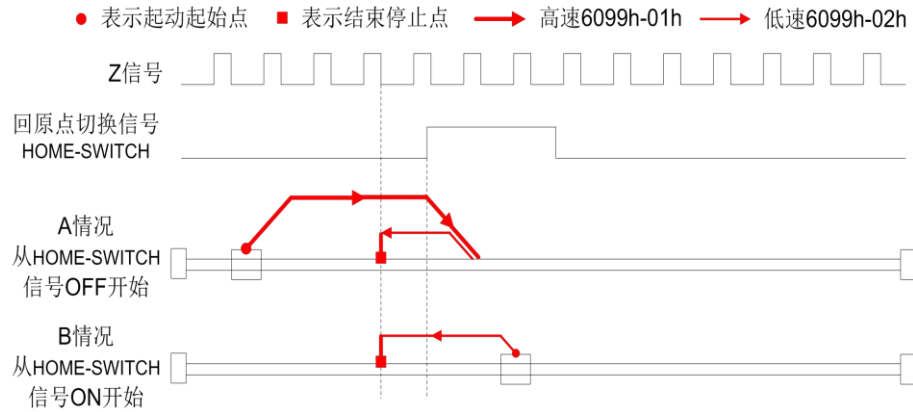 表示起动起始点 表示结束停止点 高速6099h-01h 低速6099h-02h
Z信号
回原点切换信号
HOME-SWITCH
A情况
从HOME-SWITCH
信号OFF开始
B情况
从HOME-SWITCH
信号ON开始